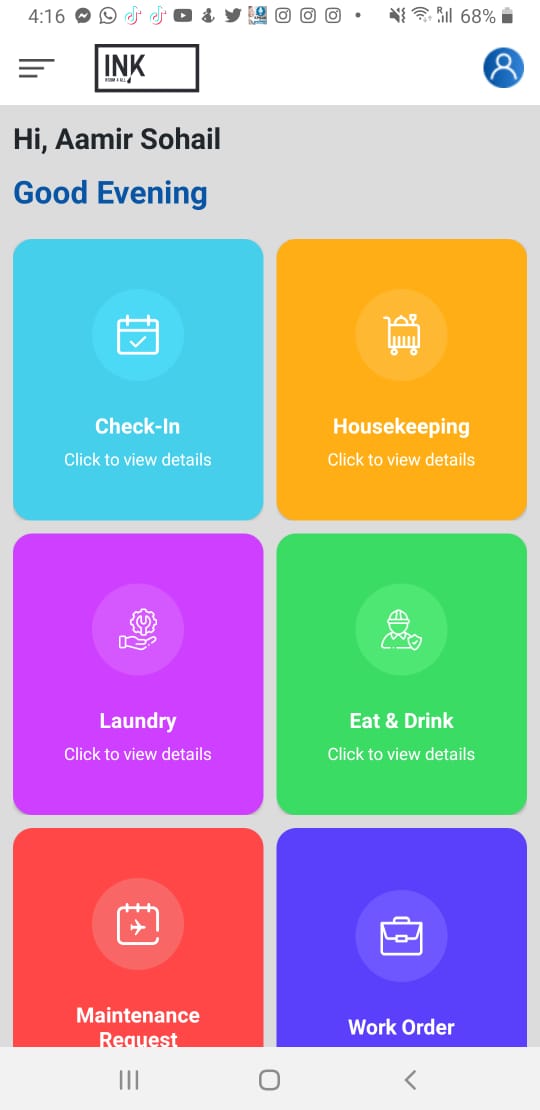 4:16
68%
INK
Hi, Aamir Sohail
Good Evening
Check-In
Click to view details
Housekeeping
Click to view details
Laundry
Click to view details
Eat & Drink
Click to view details
Maintenance
Request
Work Order